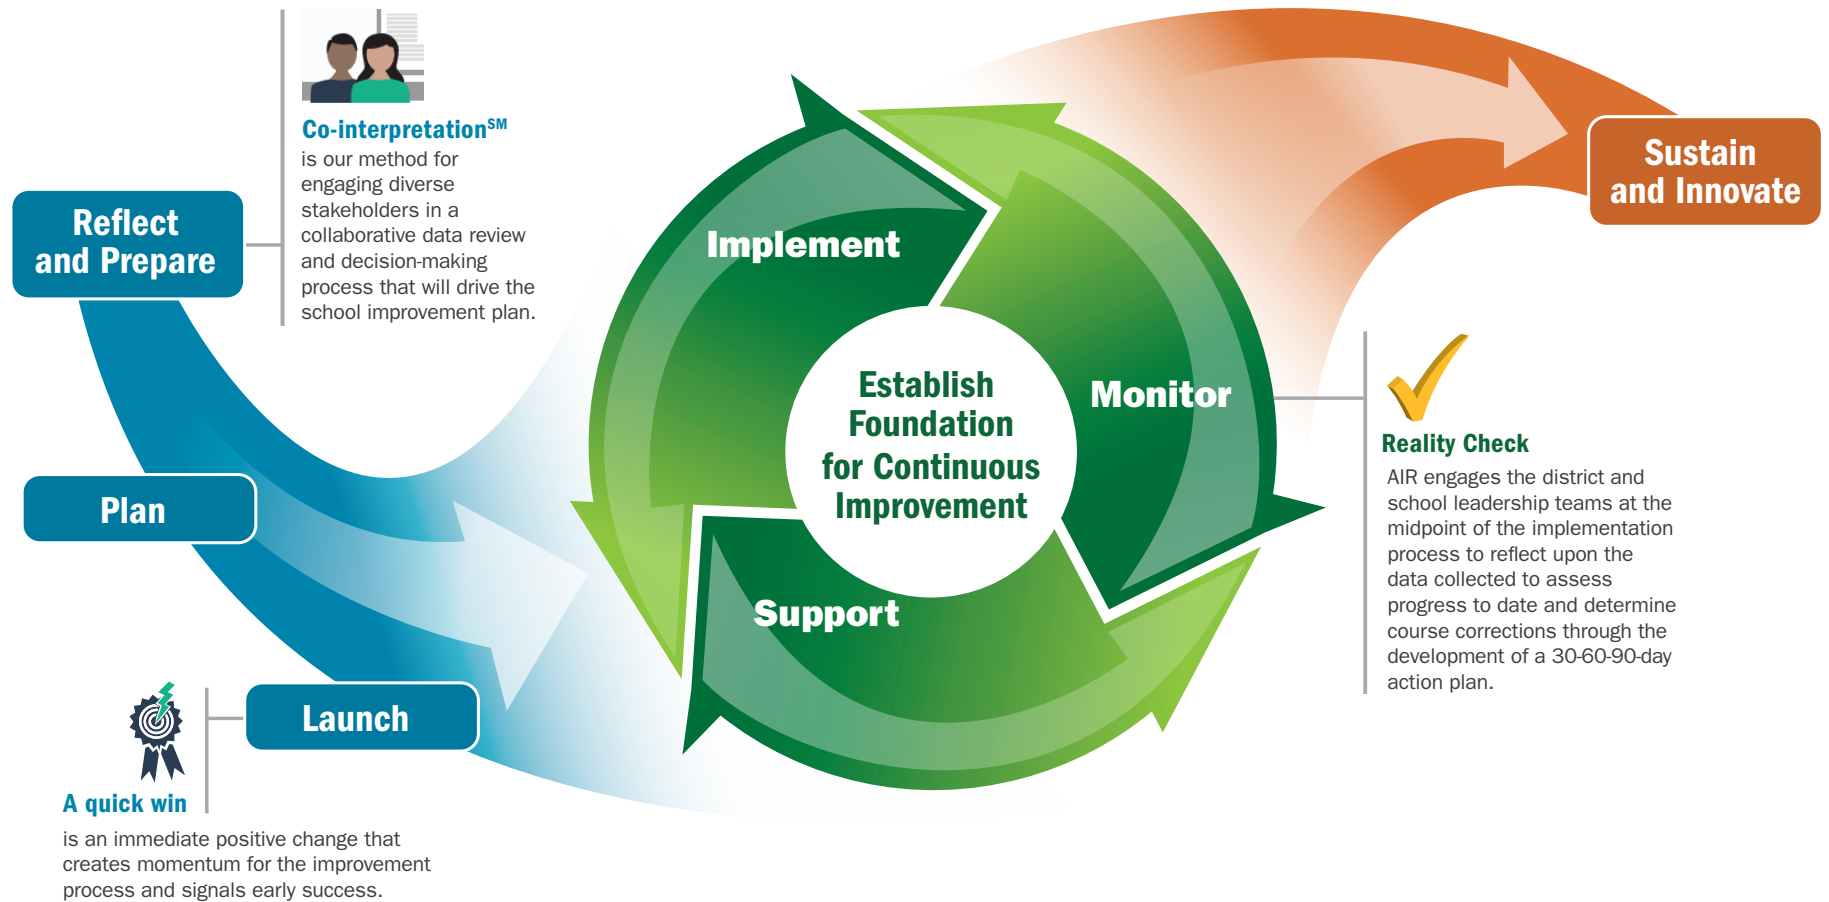 Co-interpretationSM
is our method for
engaging diverse
stakeholders in a
collaborative data review
and decision-making
process that will drive the
school improvement plan.
Reflect
and Prepare
Plan
Launch
A quick win
is an immediate positive change that
creates momentum for the improvement
process and signals early success.
Implement
Monitor
Support
Establish
Foundation
for Continuous
Improvement
Sustain
and Innovate
Reality Check
AIR engages the district and
school leadership teams at the
midpoint of the implementation
process to reflect upon the
data collected to assess
progress to date and determine
course corrections through the
development of a 30-60-90-day
action plan.